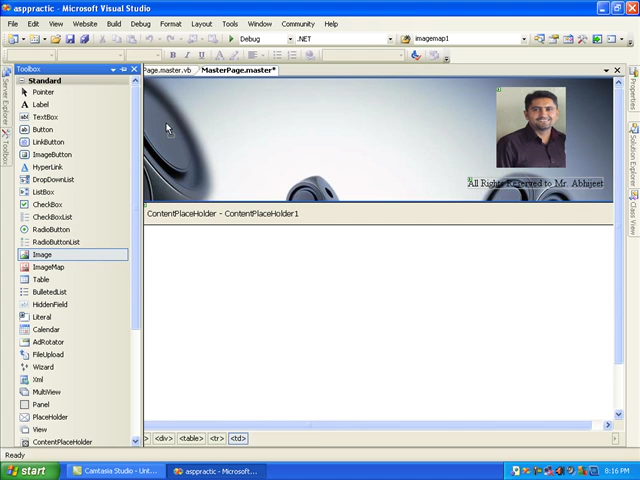 asppractic - Microsoft Visual Studio
File Edit View Website Build Debug Format Layout Tools Window Community Help
Debug .NET imagemap1
Toolbox Page.master.vb MasterPage.master*
Standard
Pointer
Label
TextBox
Button
LinkButton
ImageButton
HyperLink
DropDownList
ListBox
CheckBox
CheckBoxList
RadioButton
RadioButtonList
Image
ImageMap
Table
BulletedList
HiddenField
Literal
Calendar
AdRotator
FileUpload
Wizard
Xml
MultiView
Panel
PlaceHolder
View
ContentPlaceHolder
Server Explorer
Toolbox
All Rights Reserved to Mr. Abhijeet
ContentPlaceHolder - ContentPlaceHolder1
Properties
Solution Explorer
Class View
> <div> <table> <tr> <td>
Ready
start Camtasia Studio - Unt... asppractic - Microsof... 8:16 PM